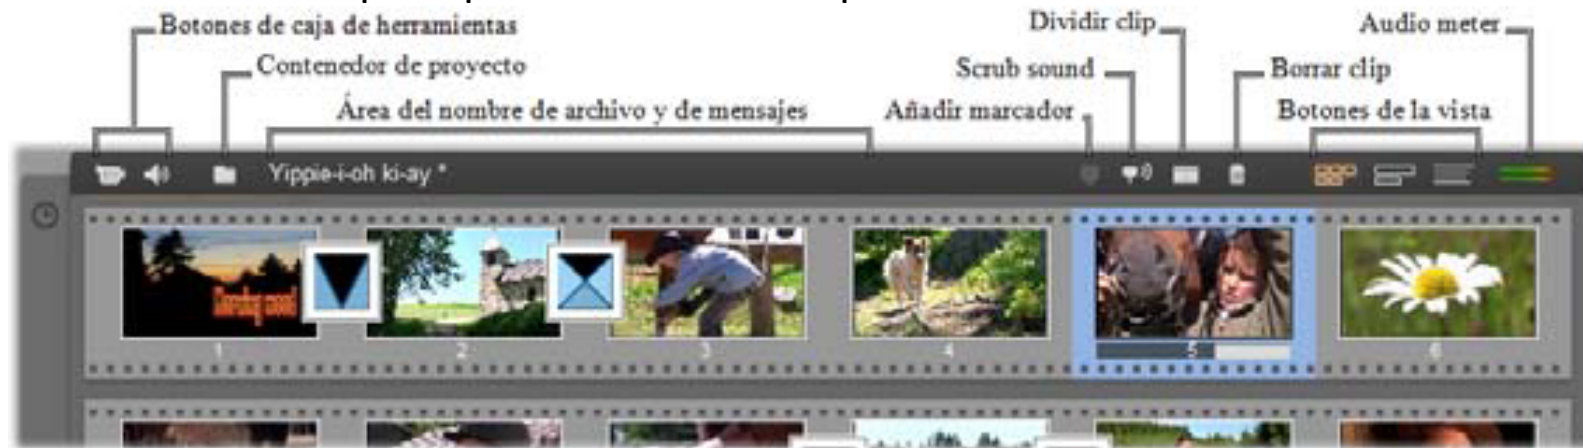 Botones de caja de herramientas
Dividir clip
Audio meter
Contenedor de proyecto
Scrub sound
Borrar clip
Área del nombre de archivo y de mensajes
Añadir marcador
Botones de la vista
Yippie-i-oh ki-ay *
1
2
3
4
5
6